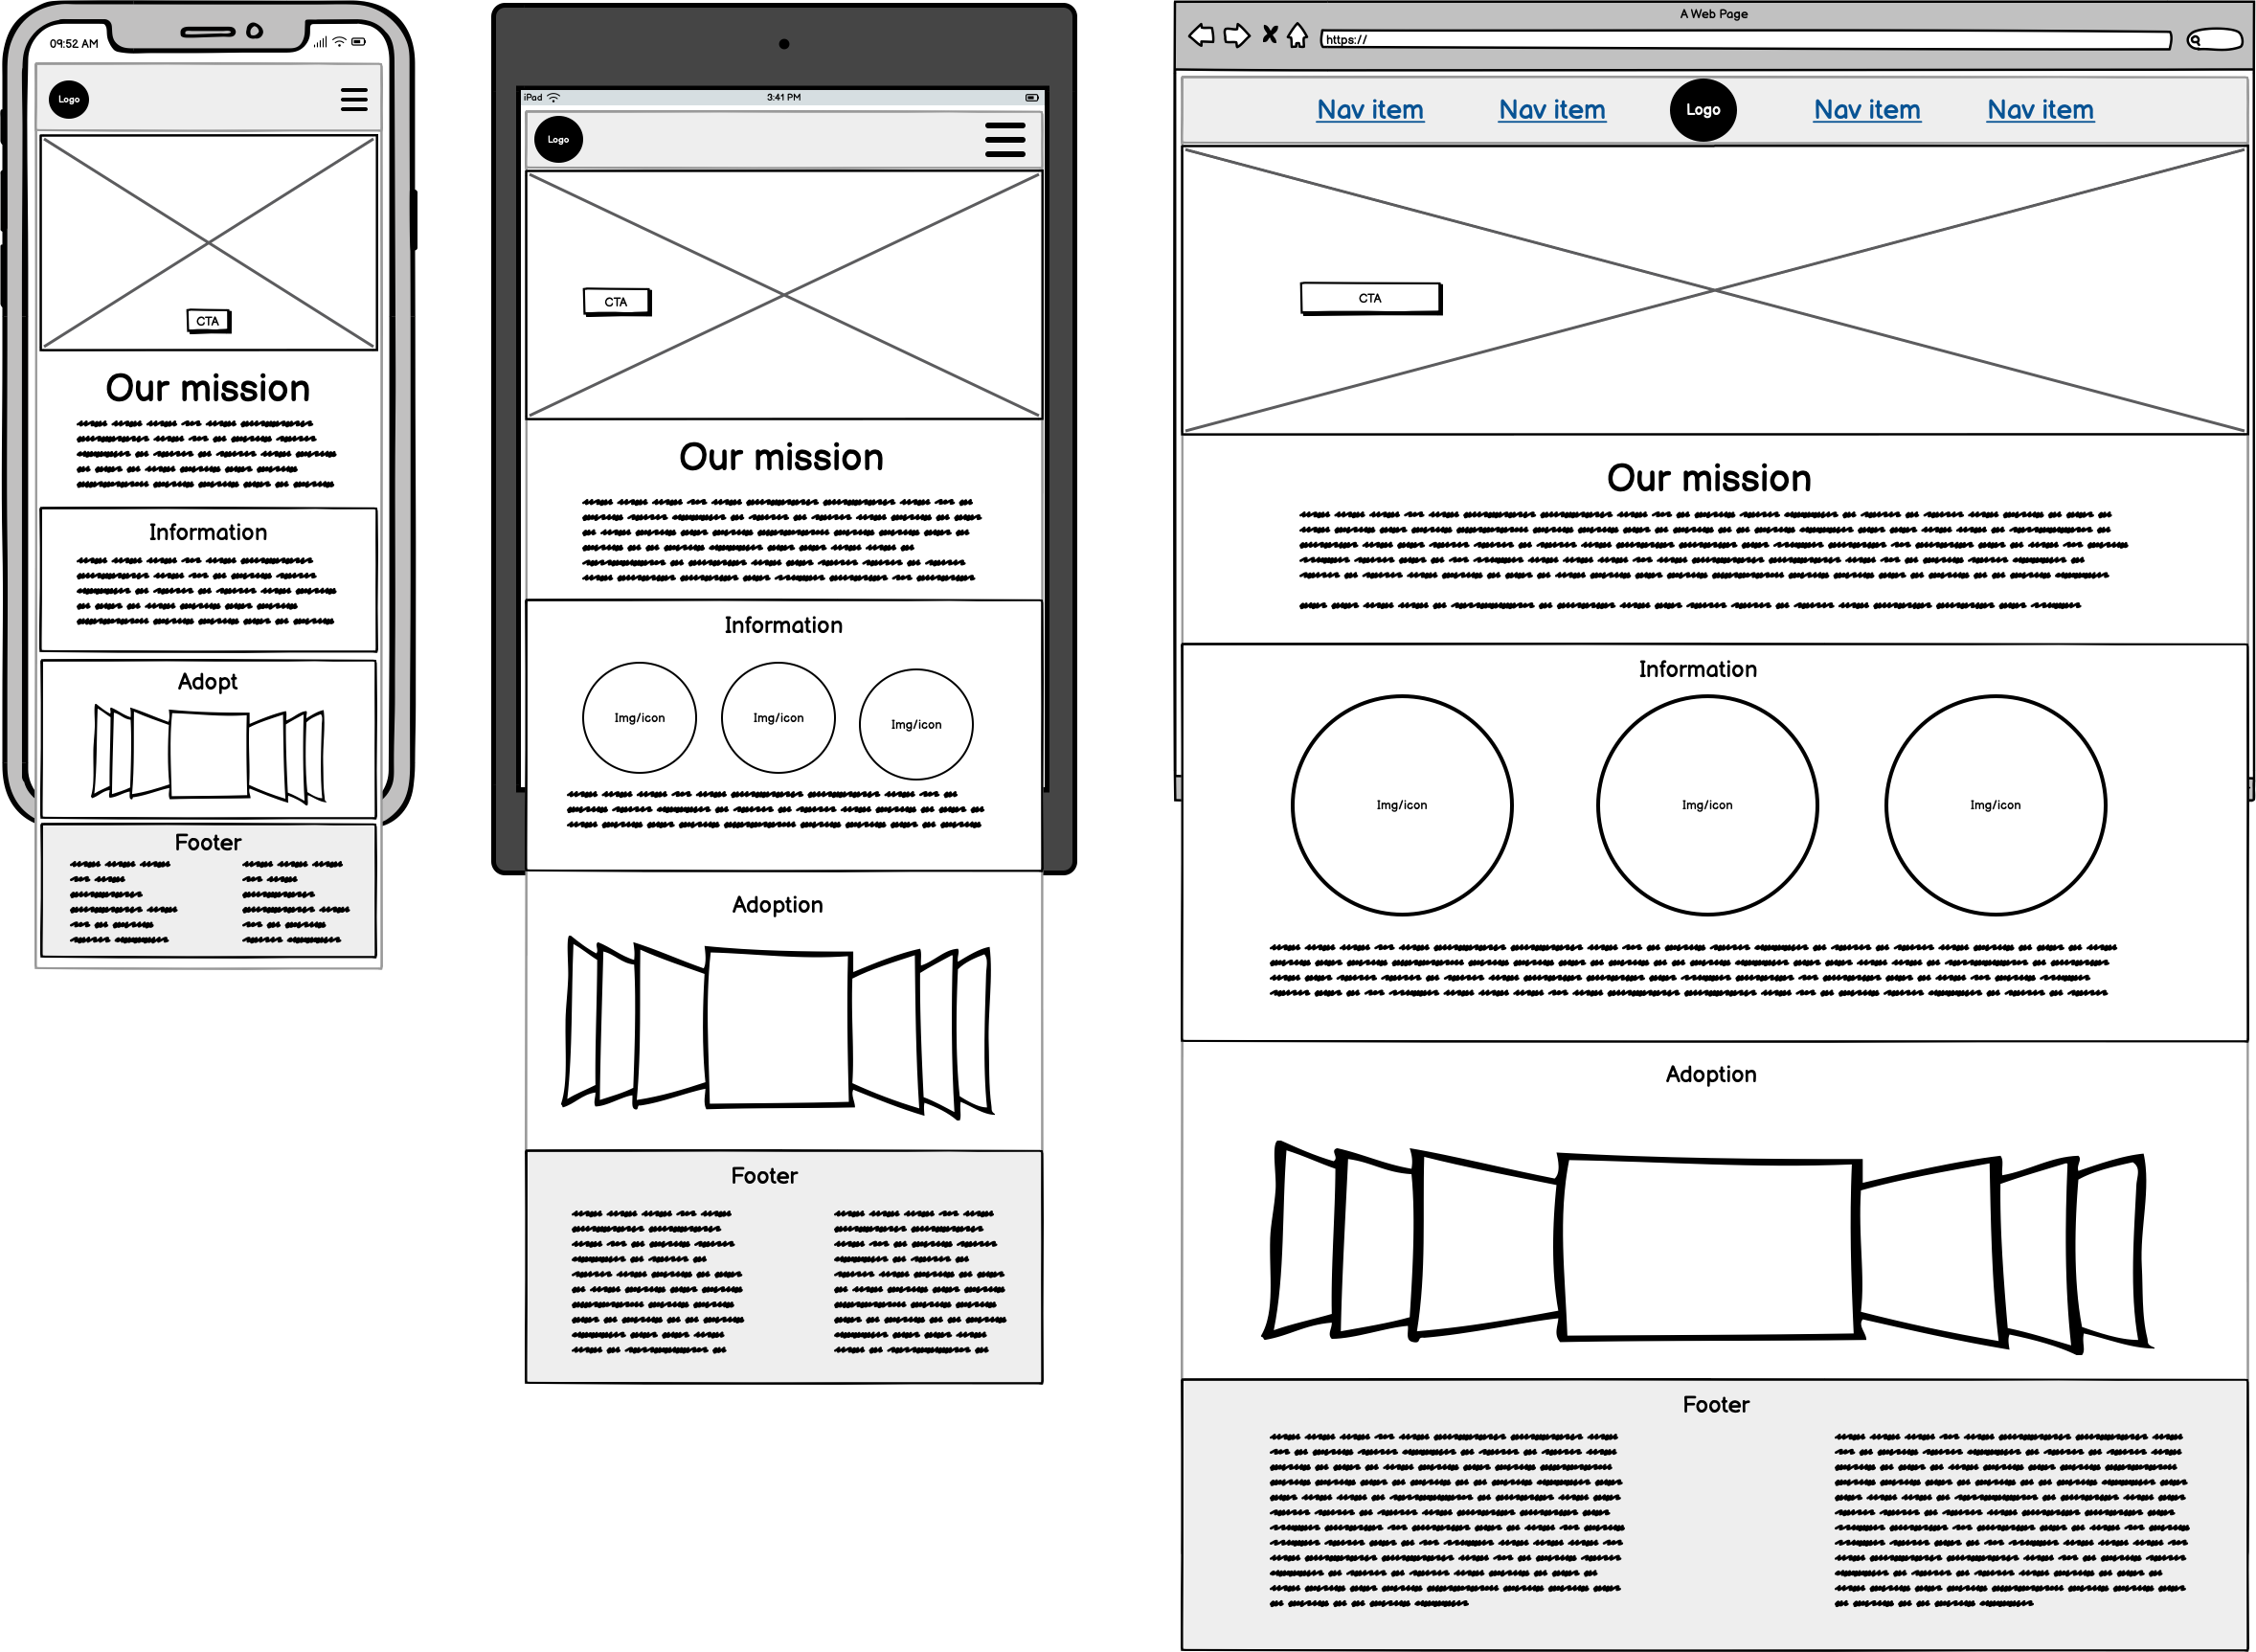 09:52 AM
Logo
CTA
Our mission
Information
Adopt
Footer
iPad
3:41 PM
Logo
CTA
Our mission
Information
Img/icon
Img/icon
Img/icon
Adoption
Footer
A Web Page
https://
Nav item
Nav item
Logo
Nav item
Nav item
CTA
Our mission
Information
Img/icon
Img/icon
Img/icon
Adoption
Footer